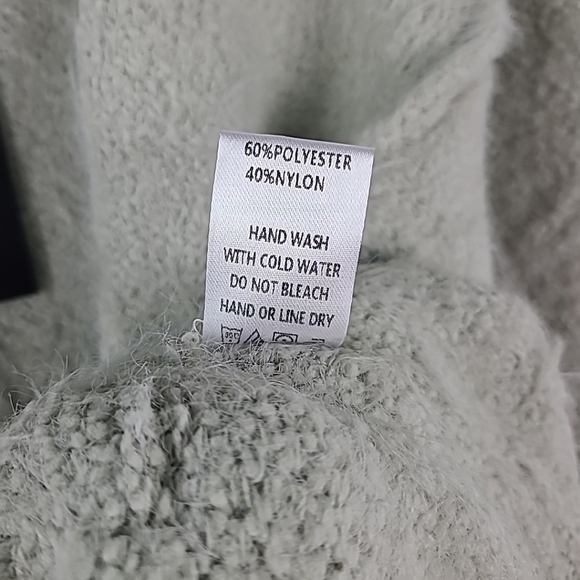 60%POLYESTER
40%NYLON
HAND WASH
WITH COLD WATER
DO NOT BLEACH
HAND OR LINE DRY